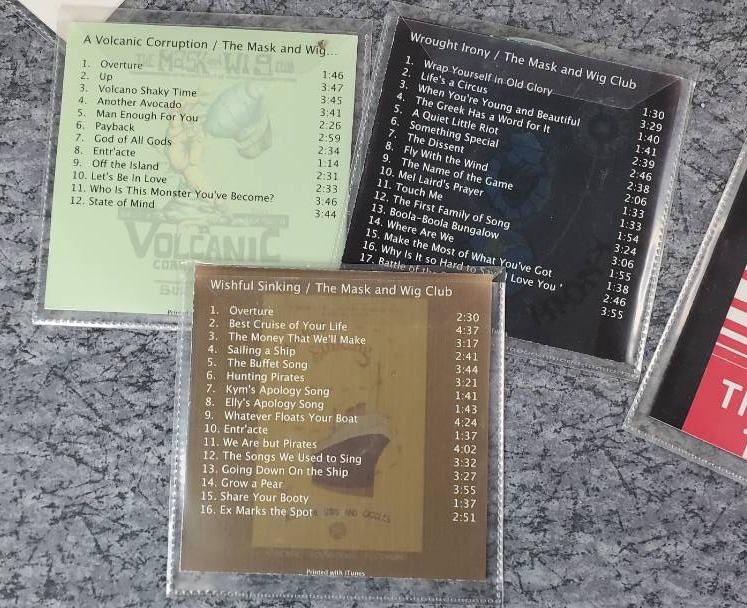 A Volcanic Corruption / The Mask and Wig...
1. Overture 1:46
2. Up 3:47
3. Volcano Shaky Time 3:45
4. Another Avocado 3:41
5. Man Enough For You 2:26
6. Payback 2:59
7. God of All Gods 2:34
8. Entr'acte 1:14
9. Off the Island 2:31
10. Let's Be In Love 2:33
11. Who Is This Monster You've Become? 3:46
12. State of Mind 3:44
VOLCANIC
Wrought Irony / The Mask and Wig Club
1. Wrap Yourself in Old Glory 1:30
2. Life's a Circus 3:29
3. When You're Young and Beautiful 1:40
4. The Greek Has a Word for It 1:41
5. A Quiet Little Riot 2:39
6. Something Special 2:46
7. The Dissent 2:38
8. Fly With the Wind 2:06
9. The Name of the Game 1:33
10. Mel Laird's Prayer 1:33
11. Touch Me 1:54
12. The First Family of Song 3:24
13. Boola-Boola Bungalow 3:06
14. Where Are We 1:55
15. Make the Most of What You've Got 1:38
16. Why Is It so Hard to Say I Love You ' 2:46
17. Battle of the 3:55
Wishful Sinking / The Mask and Wig Club
1. Overture 2:30
2. Best Cruise of Your Life 4:37
3. The Money That We'll Make 3:17
4. Sailing a Ship 2:41
5. The Buffet Song 3:44
6. Hunting Pirates 3:21
7. Kym's Apology Song 1:41
8. Elly's Apology Song 1:43
9. Whatever Floats Your Boat 4:24
10. Entr'acte 1:37
11. We Are but Pirates 4:02
12. The Songs We Used to Sing 3:32
13. Going Down On the Ship 3:27
14. Grow a Pear 3:55
15. Share Your Booty 1:37
16. Ex Marks the Spot 2:51
Printed with iTunes